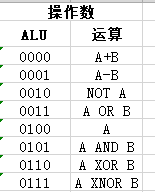 操作数
ALU 运算
0000 A+B
0001 A-B
0010 NOT A
0011 A OR B
0100 A
0101 A AND B
0110 A XOR B
0111 A XNOR B